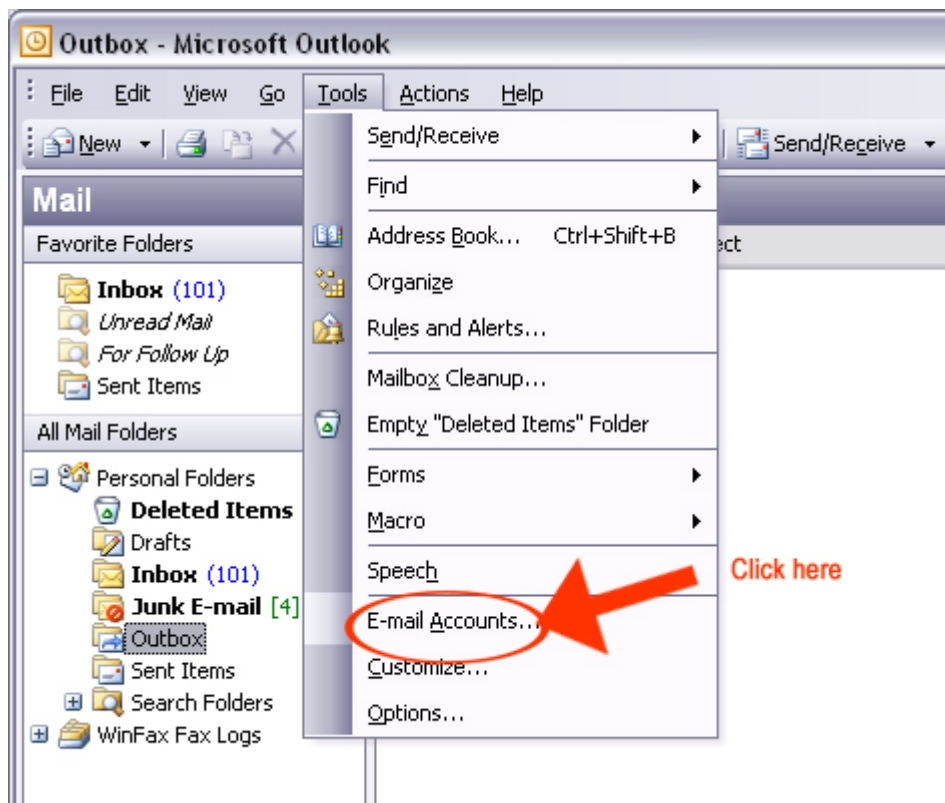 Outbox - Microsoft Outlook
File Edit View Go Tools Actions Help
New Send/Receive
Mail
Favorite Folders
Inbox (101)
Unread Mail
For Follow Up
Sent Items
All Mail Folders
Personal Folders
Deleted Items
Drafts
Inbox (101)
Junk E-mail [4]
Outbox
Sent Items
Search Folders
WinFax Fax Logs
Send/Receive
Find
Address Book... Ctrl+Shift+B
Organize
Rules and Alerts...
Mailbox Cleanup...
Empty "Deleted Items" Folder
Forms
Macro
Speech
E-mail Accounts...
Customize...
Options...
Click here